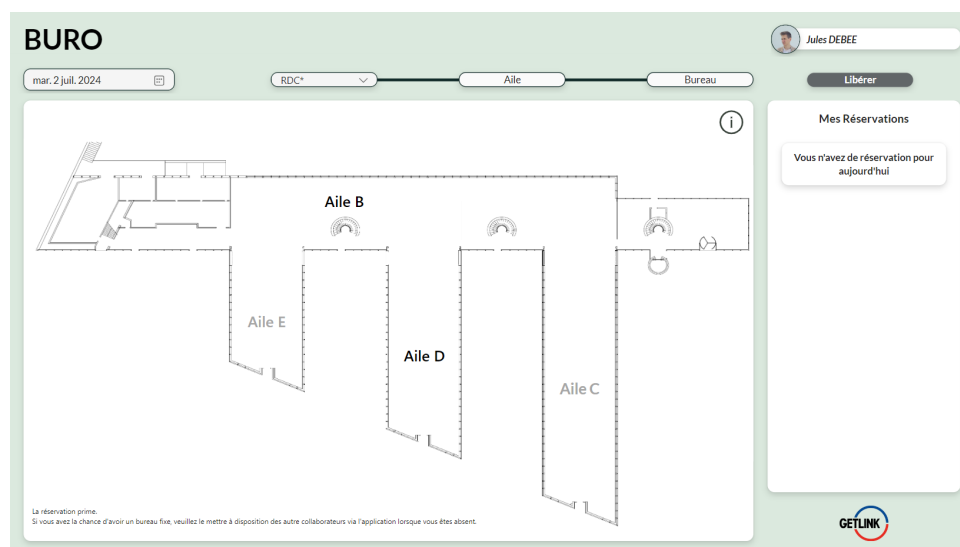 BURO
Jules DEBEE
mar. 2 juil. 2024
RDC*
Aile
Bureau
Libérer
i
Mes Réservations
Vous n'avez de réservation pour
aujourd'hui
Aile B
Aile E
Aile D
Aile C
La réservation prime.
Si vous avez la chance d'avoir un bureau fixe, veuillez le mettre à disposition des autre collaborateurs via l'application lorsque vous êtes absent.
GETLINK